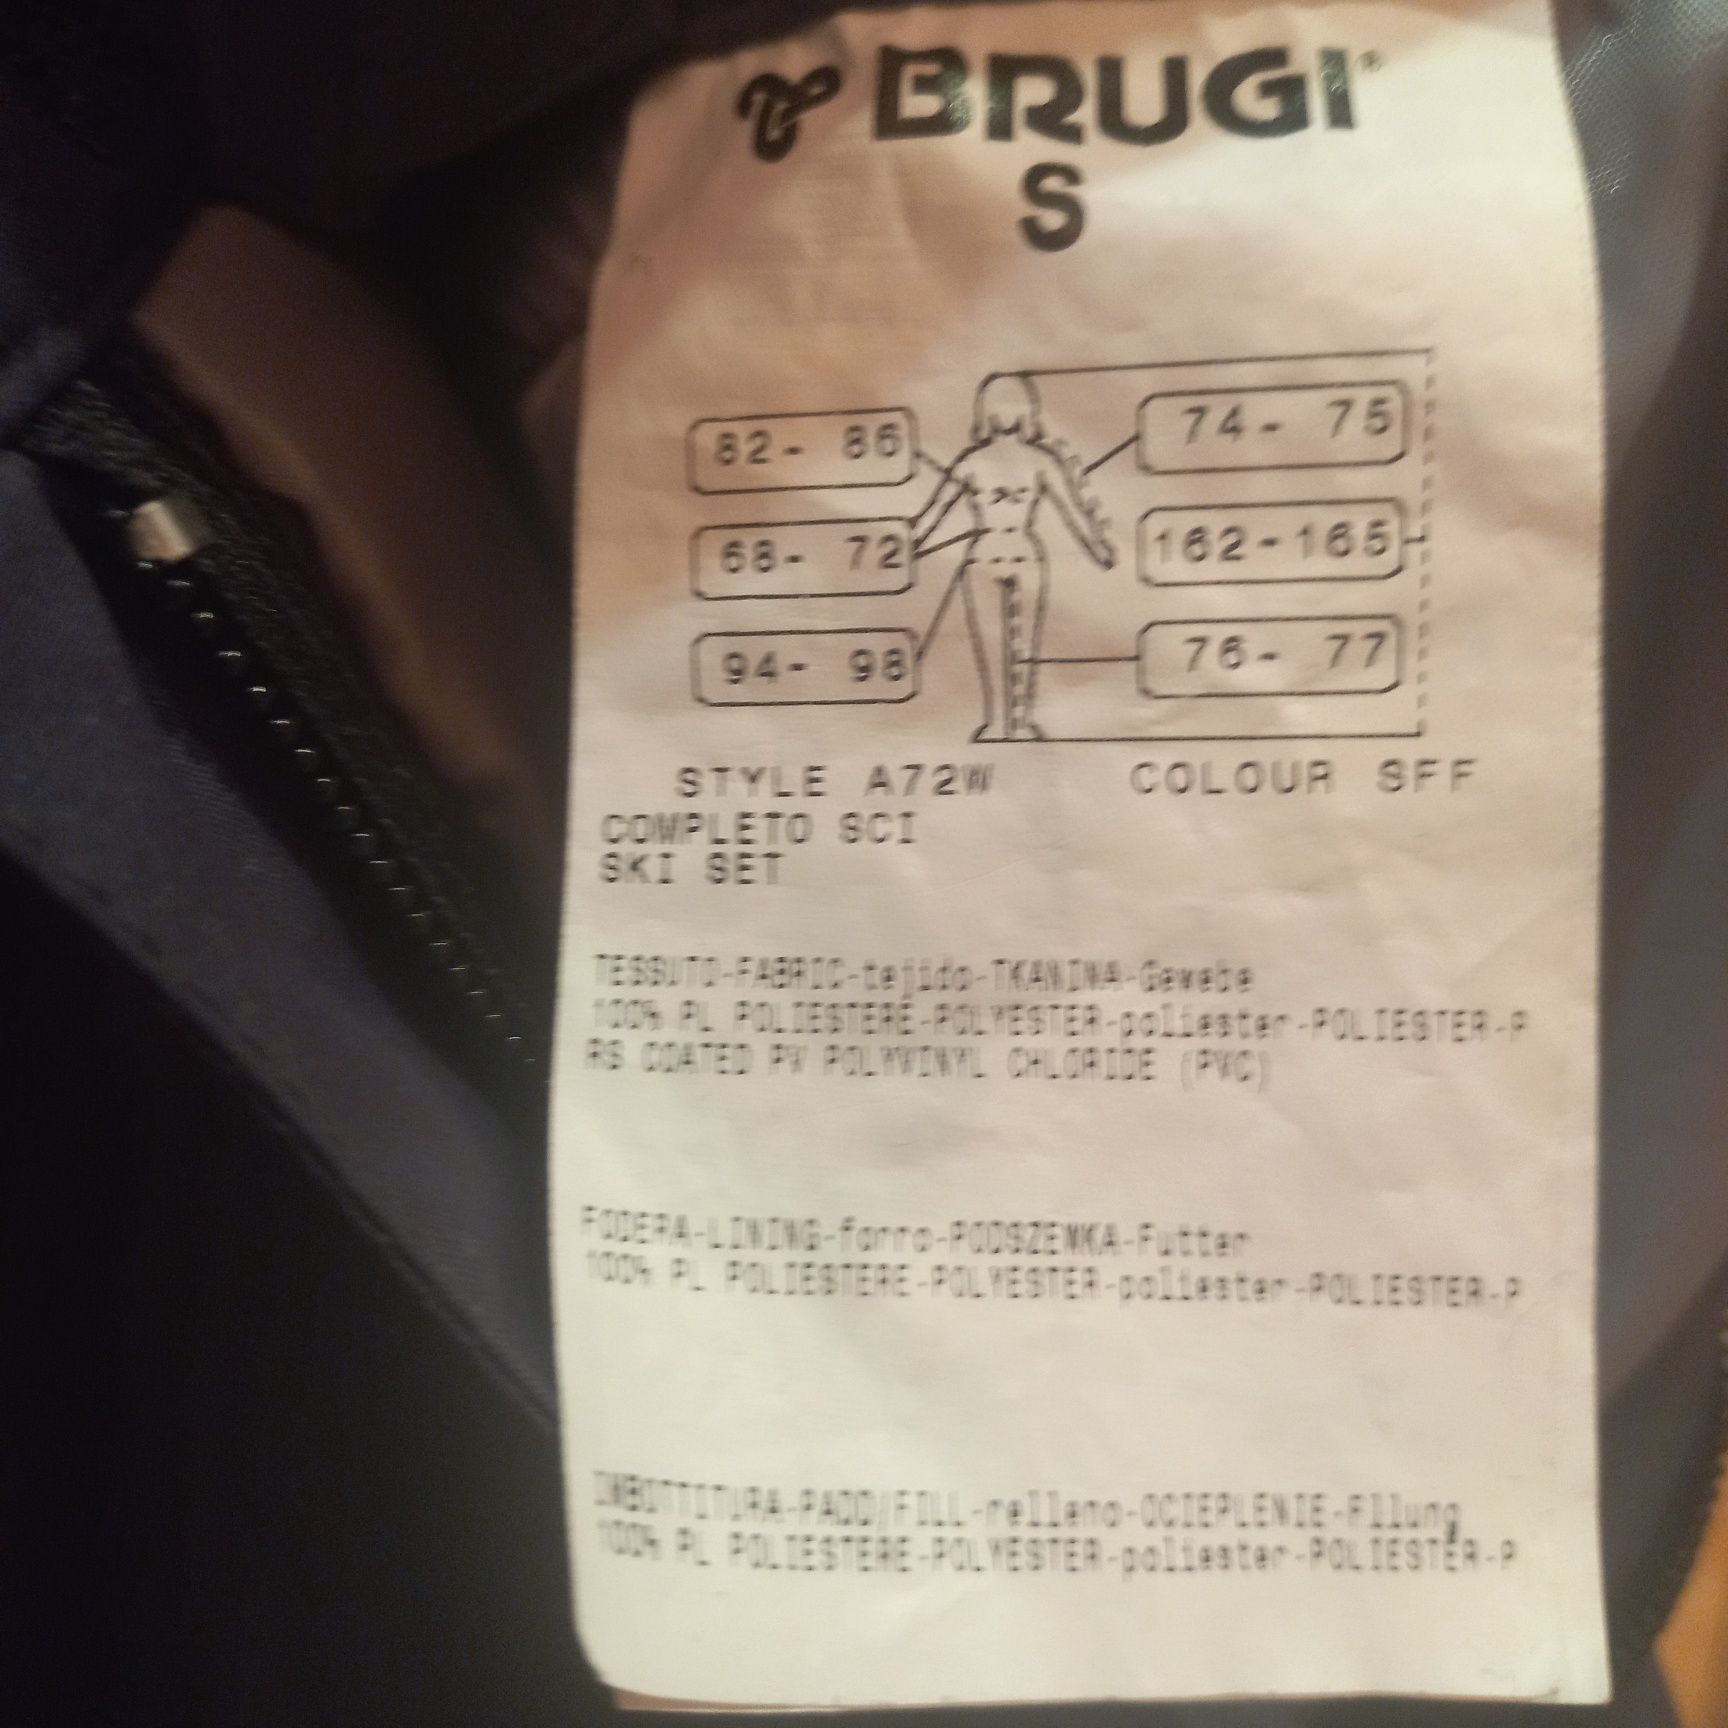 BRUGI®
S
82- 86
74- 75
68- 72
162-165
94- 98
76- 77
STYLE A72W COLOUR SFF
COMPLETO SCI
SKI SET
TESSUTO-FABRIC-tejido-TKANINA-Gewebe
100% PL POLIESTERE-POLYESTER-poliester-POLIESTER-P
RS COATED PV POLYVINYL CHLORIDE (PVC)
FODERA-LINING-forro-PODSZEWKA-Futter
100% PL POLIESTERE-POLYESTER-poliester-POLIESTER-P
IMBOTTITURA-PADD/FILL-relleno-OCIEPLENIE-Fllung
100% PL POLIESTERE-POLYESTER-poliester-POLIESTER-P